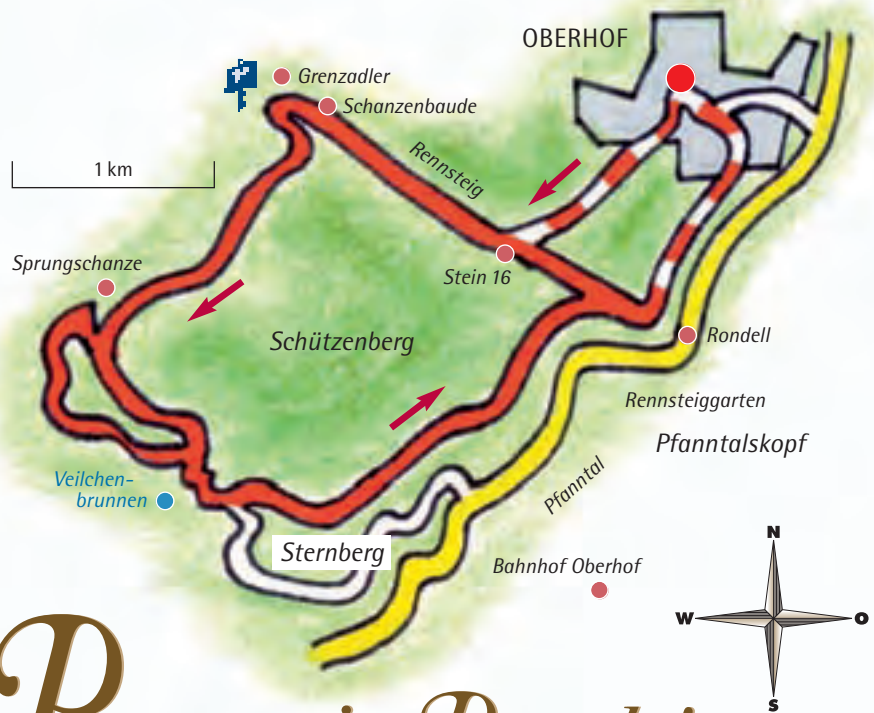 OBERHOF
Grenzadler
Schanzenbaude
Rennsteig
1 km
Stein 16
Sprungschanze
Schützenberg
Rondell
Rennsteiggarten
Pfanntalskopf
Pfanntal
Veilchen-
brunnen
Sternberg
Bahnhof Oberhof
N
W
O
S